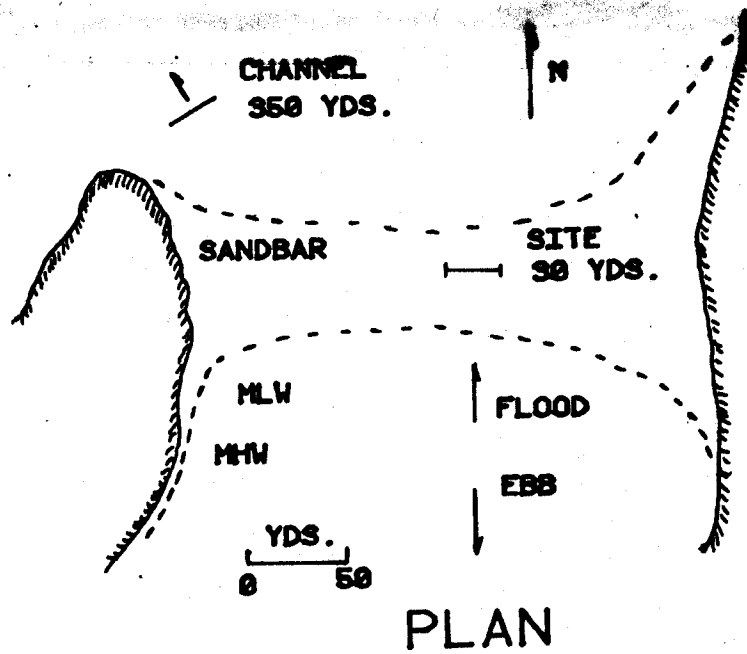 CHANNEL
350 YDS.
N
SANDBAR
SITE
30 YDS.
MLW
FLOOD
MHW
EBB
YDS.
0 50
PLAN